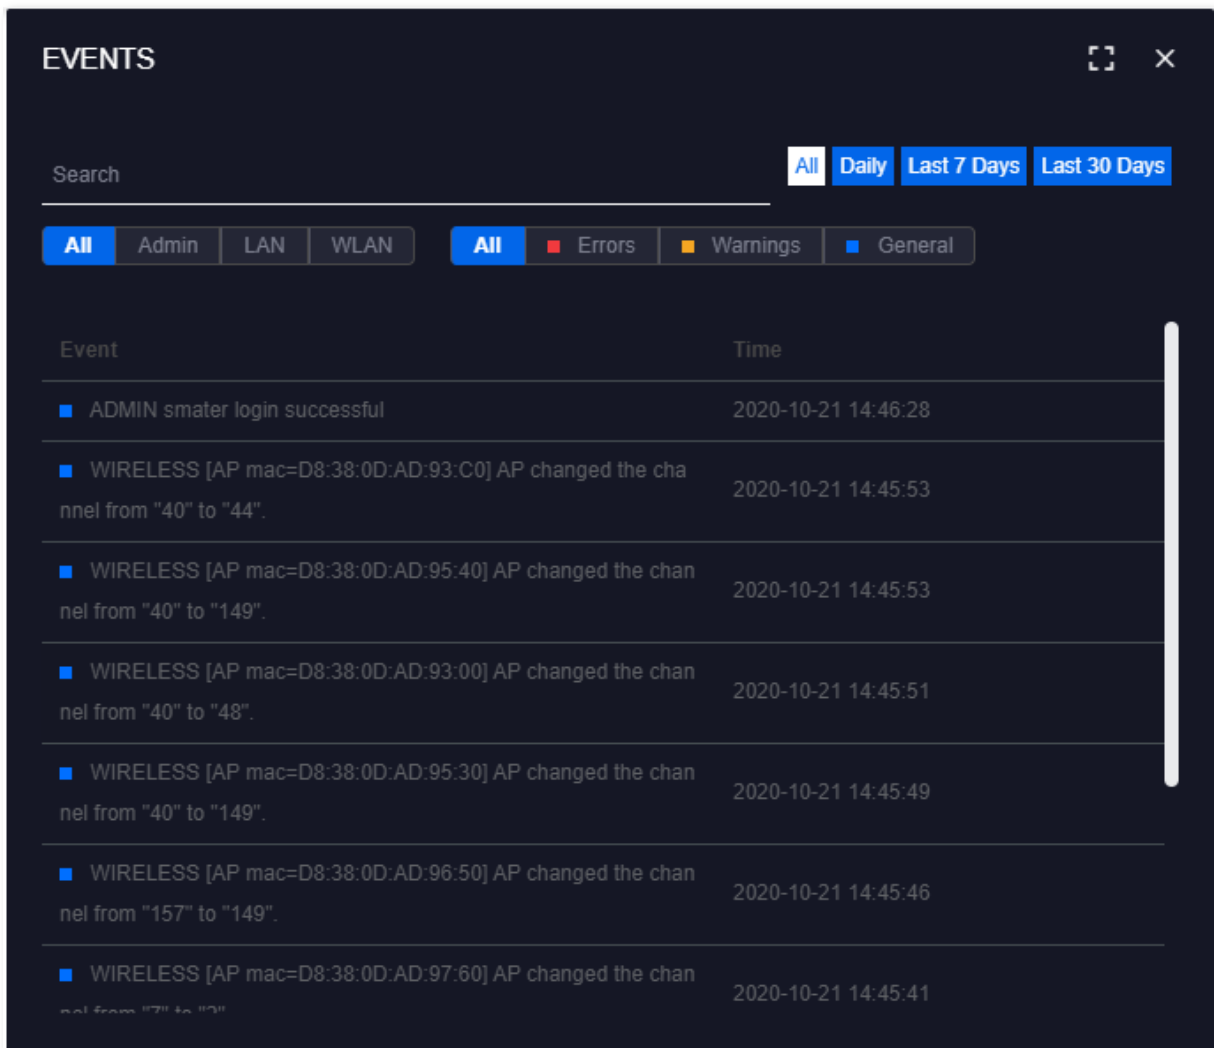 EVENTS
Search
All Daily Last 7 Days Last 30 Days
All Admin LAN WLAN All Errors Warnings General
Event Time
ADMIN smater login successful 2020-10-21 14:46:28
WIRELESS [AP mac=D8:38:0D:AD:93:C0] AP changed the cha
nnel from "40" to "44".
2020-10-21 14:45:53
WIRELESS [AP mac=D8:38:0D:AD:95:40] AP changed the chan
nel from "40" to "149".
2020-10-21 14:45:53
WIRELESS [AP mac=D8:38:0D:AD:93:00] AP changed the chan
nel from "40" to "48".
2020-10-21 14:45:51
WIRELESS [AP mac=D8:38:0D:AD:95:30] AP changed the chan
nel from "40" to "149".
2020-10-21 14:45:49
WIRELESS [AP mac=D8:38:0D:AD:96:50] AP changed the chan
nel from "157" to "149".
2020-10-21 14:45:46
WIRELESS [AP mac=D8:38:0D:AD:97:60] AP changed the chan
nel from "7" to
2020-10-21 14:45:41